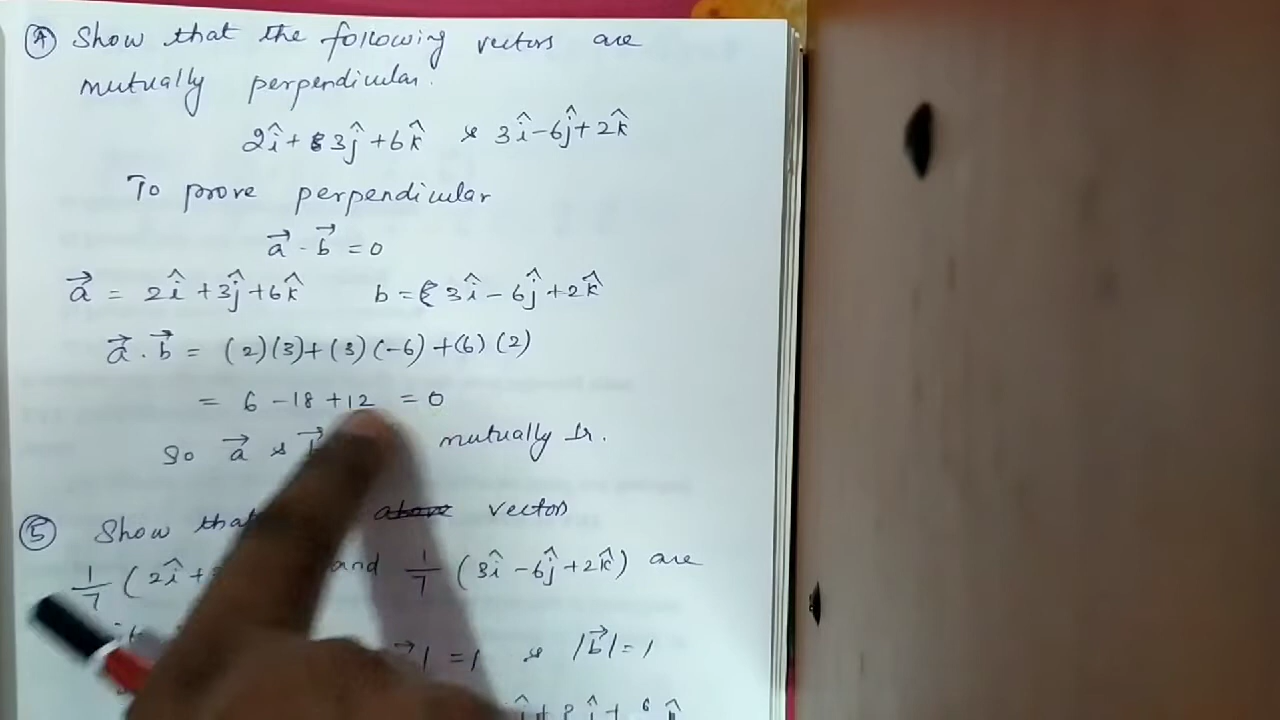 ④ Show that the following vectors are
mutually perpendicular.
2î + 3ĵ + 6k̂ & 3î - 6ĵ + 2k̂
To prove perpendicular
a⃗ . b⃗ = 0
a⃗ = 2î + 3ĵ + 6k̂ b = 3î - 6ĵ + 2k̂
a⃗ . b⃗ = (2)(3) + (3)(-6) + (6)(2)
= 6 - 18 + 12 = 0
So a⃗ & mutually ⊥r.
⑤ Show that above vectors
1/7 (2î + and 1/7 (3î - 6ĵ + 2k̂) are
| = 1 & |b⃗| = 1